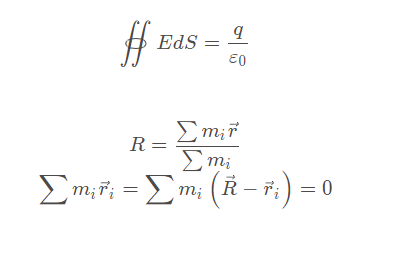 ∯ EdS = q/ε₀
R = ∑ mᵢr⃗ / ∑ mᵢ
∑ mᵢr⃗ᵢ = ∑ mᵢ (R⃗ − r⃗ᵢ) = 0